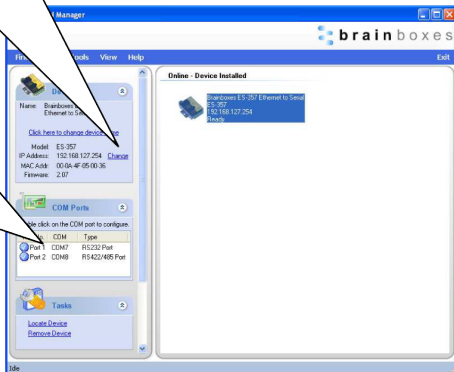 Manager
brainboxes
Tools View Help Exit
Online - Device Installed
Brainboxes ES-357 Ethernet to Serial
ES-357
192.168.127.254
Ready
Name: Brainboxes
Ethernet to
Click here to change device
Model: ES-357
IP Address: 192.168.127.254 Change
MAC Addr: 00-0A-4F-05-00-36
Firmware: 2.07
COM Ports
click on the COM port to configure.
COM Type
Port 1 COM7 RS232 Port
Port 2 COM8 RS422/485 Port
Tasks
Locate Device
Remove Device
Idle